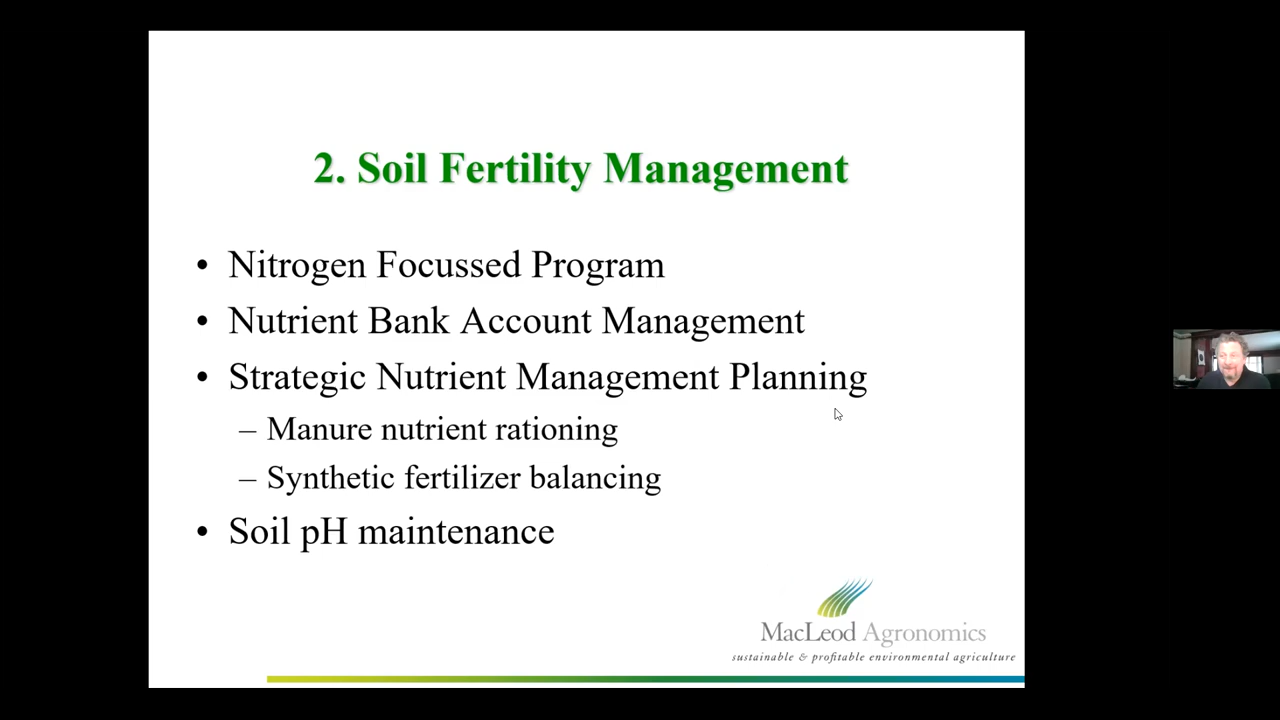 2. Soil Fertility Management
• Nitrogen Focussed Program
• Nutrient Bank Account Management
• Strategic Nutrient Management Planning
– Manure nutrient rationing
– Synthetic fertilizer balancing
• Soil pH maintenance
MacLeod Agronomics
sustainable & profitable environmental agriculture